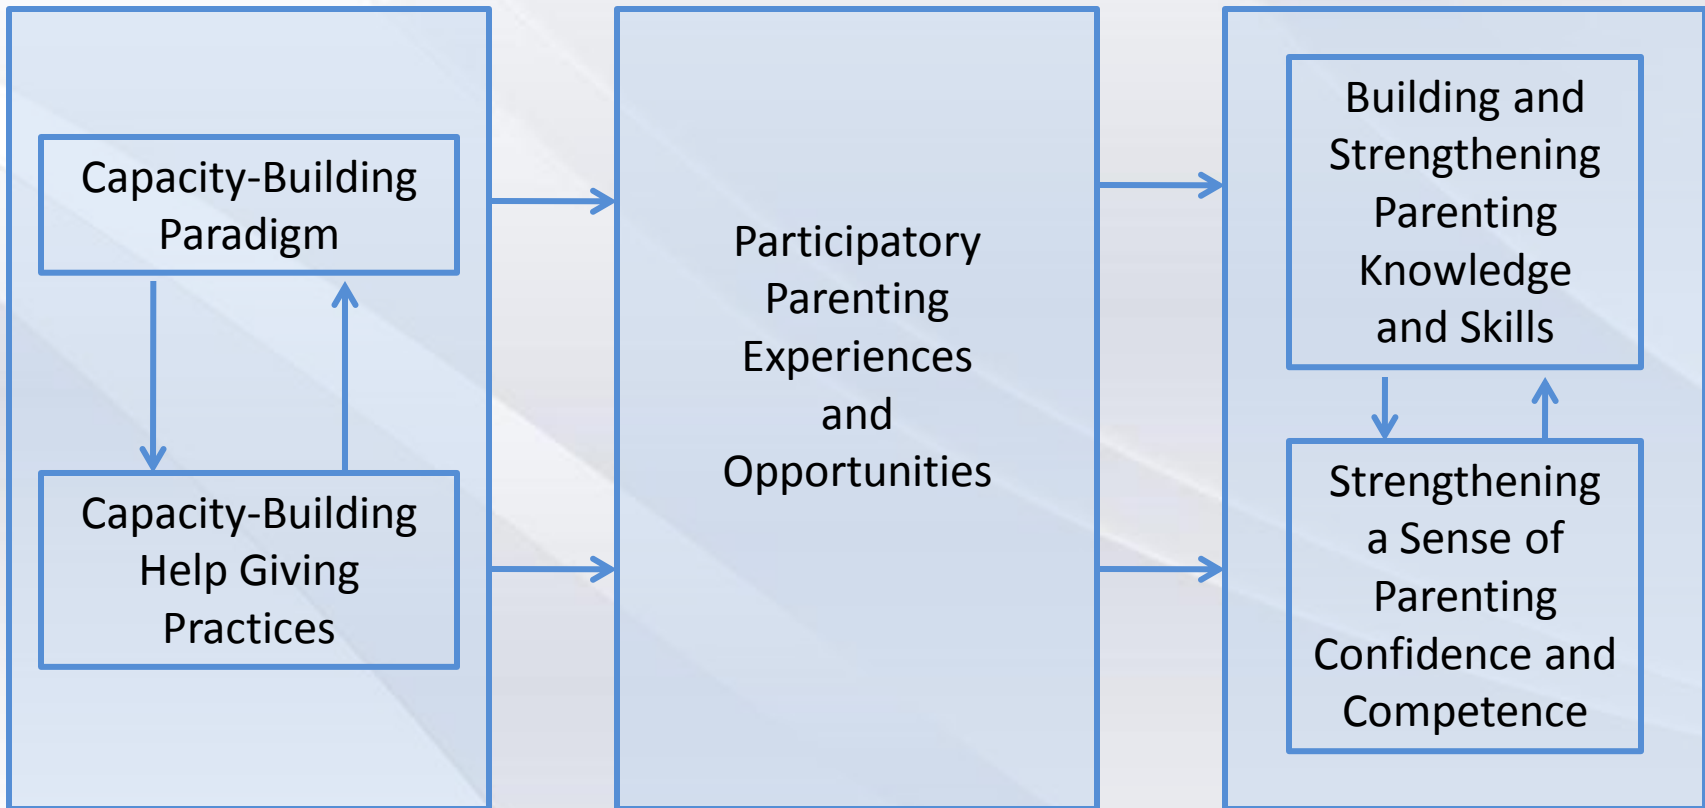 Capacity-Building
Paradigm
Capacity-Building
Help Giving
Practices
Participatory
Parenting
Experiences
and
Opportunities
Building and
Strengthening
Parenting
Knowledge
and Skills
Strengthening
a Sense of
Parenting
Confidence and
Competence